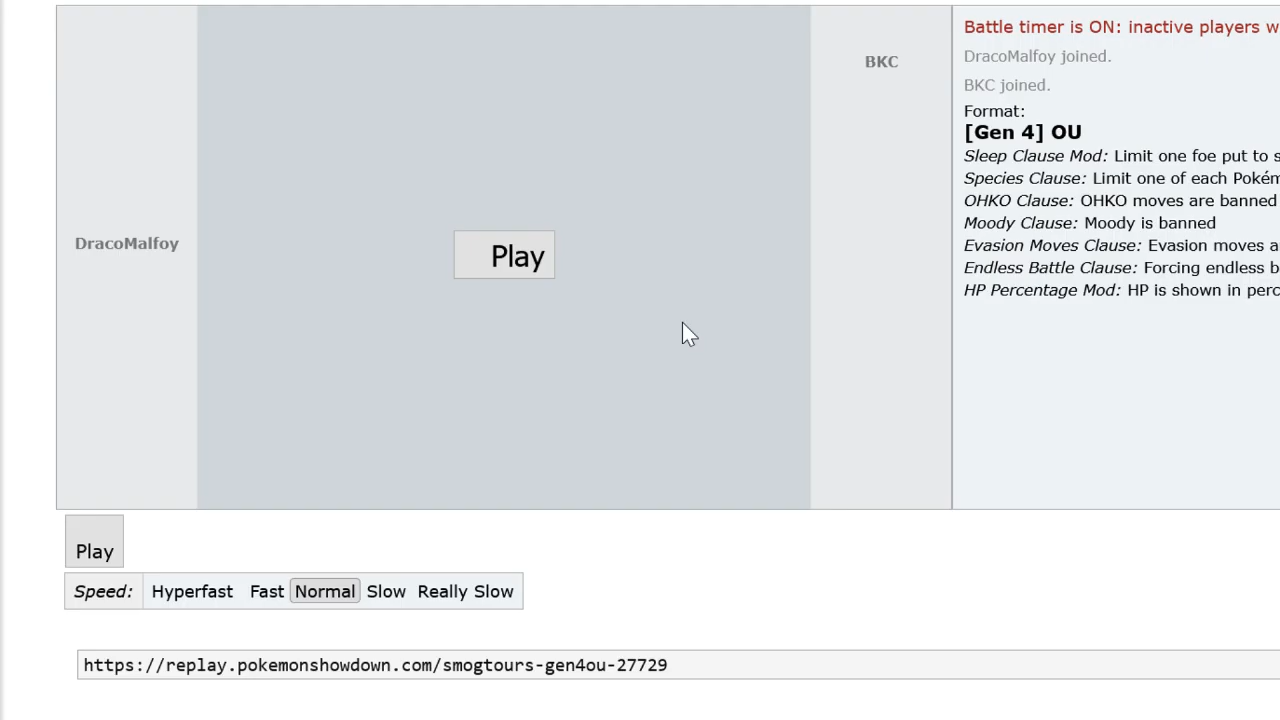 DracoMalfoy
Play
BKC
Battle timer is ON: inactive players w
DracoMalfoy joined.
BKC joined.
Format:
[Gen 4] OU
Sleep Clause Mod: Limit one foe put to s
Species Clause: Limit one of each Pokém
OHKO Clause: OHKO moves are banned
Moody Clause: Moody is banned
Evasion Moves Clause: Evasion moves a
Endless Battle Clause: Forcing endless b
HP Percentage Mod: HP is shown in perc
Play
Speed: Hyperfast Fast Normal Slow Really Slow
https://replay.pokemonshowdown.com/smogtours-gen4ou-27729